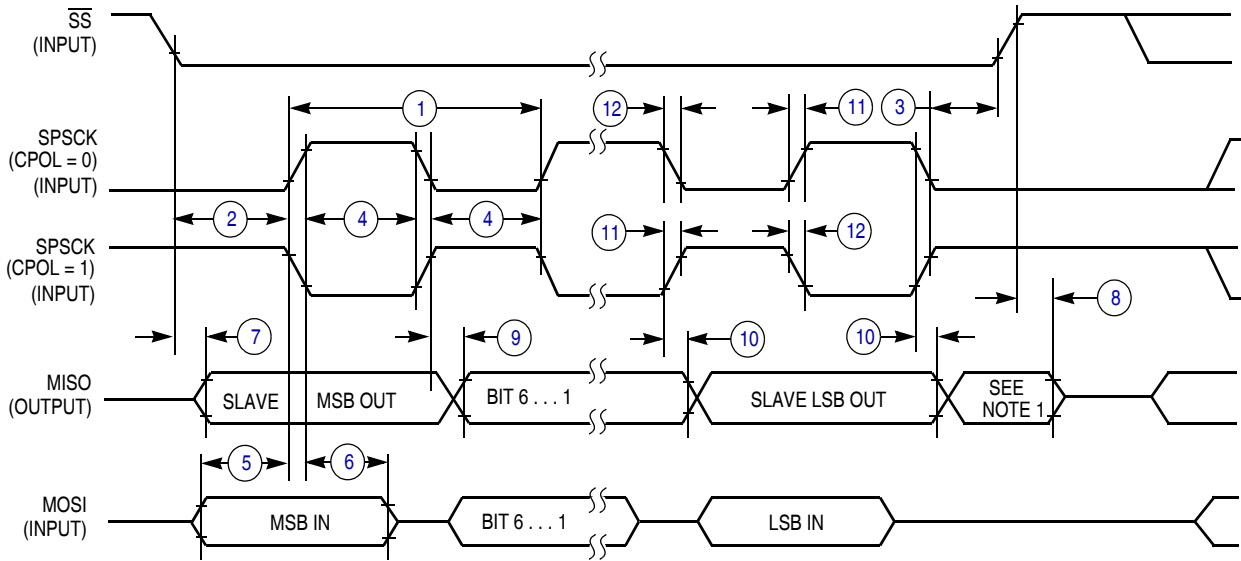 SS
(INPUT)
1
12
11
3
SPSCK
(CPOL = 0)
(INPUT)
2
4
4
11
12
SPSCK
(CPOL = 1)
(INPUT)
8
7
9
10
10
MISO
(OUTPUT)
SLAVE
MSB OUT
BIT 6 . . . 1
SLAVE LSB OUT
SEE
NOTE 1
5
6
MOSI
(INPUT)
MSB IN
BIT 6 . . . 1
LSB IN